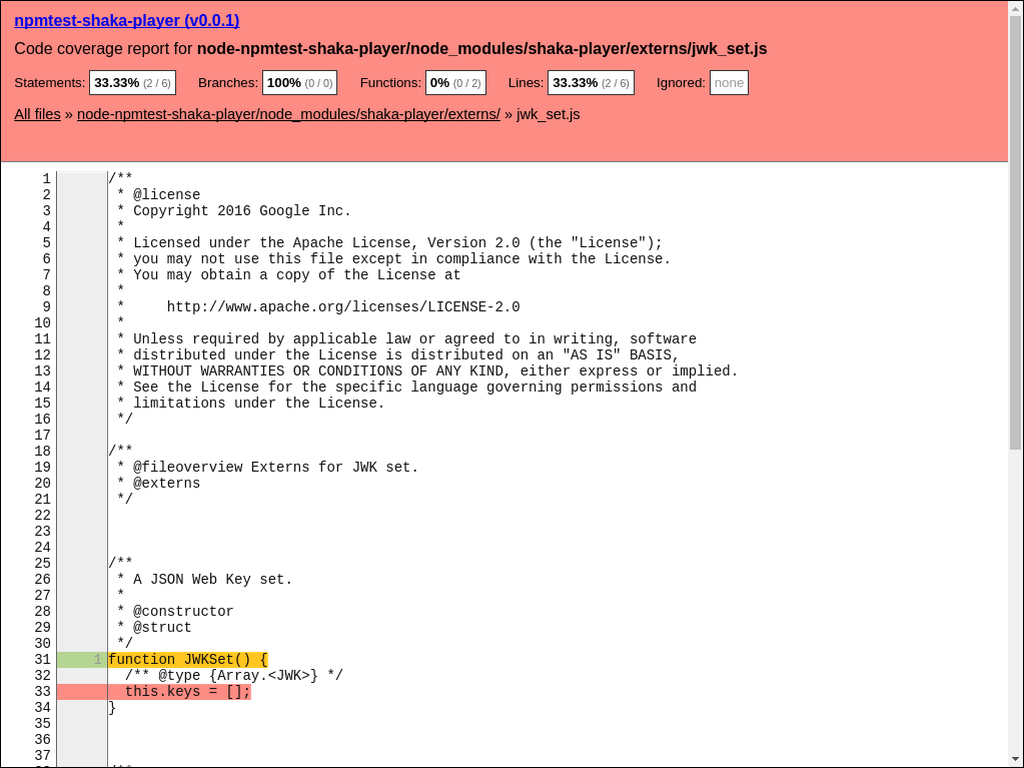 npmtest-shaka-player (v0.0.1)
Code coverage report for node-npmtest-shaka-player/node_modules/shaka-player/externs/jwk_set.js
Statements: 33.33% (2 / 6) Branches: 100% (0 / 0) Functions: 0% (0 / 2) Lines: 33.33% (2 / 6) Ignored: none
All files » node-npmtest-shaka-player/node_modules/shaka-player/externs/ » jwk_set.js
1 /**
2  * @license
3  * Copyright 2016 Google Inc.
4  *
5  * Licensed under the Apache License, Version 2.0 (the "License");
6  * you may not use this file except in compliance with the License.
7  * You may obtain a copy of the License at
8  *
9  *     http://www.apache.org/licenses/LICENSE-2.0
10  *
11  * Unless required by applicable law or agreed to in writing, software
12  * distributed under the License is distributed on an "AS IS" BASIS,
13  * WITHOUT WARRANTIES OR CONDITIONS OF ANY KIND, either express or implied.
14  * See the License for the specific language governing permissions and
15  * limitations under the License.
16  */
17
18 /**
19  * @fileoverview Externs for JWK set.
20  * @externs
21  */
22
23
24
25 /**
26  * A JSON Web Key set.
27  *
28  * @constructor
29  * @struct
30  */
31 1 function JWKSet() {
32   /** @type {Array.<JWK>} */
33   this.keys = [];
34 }
35
36
37